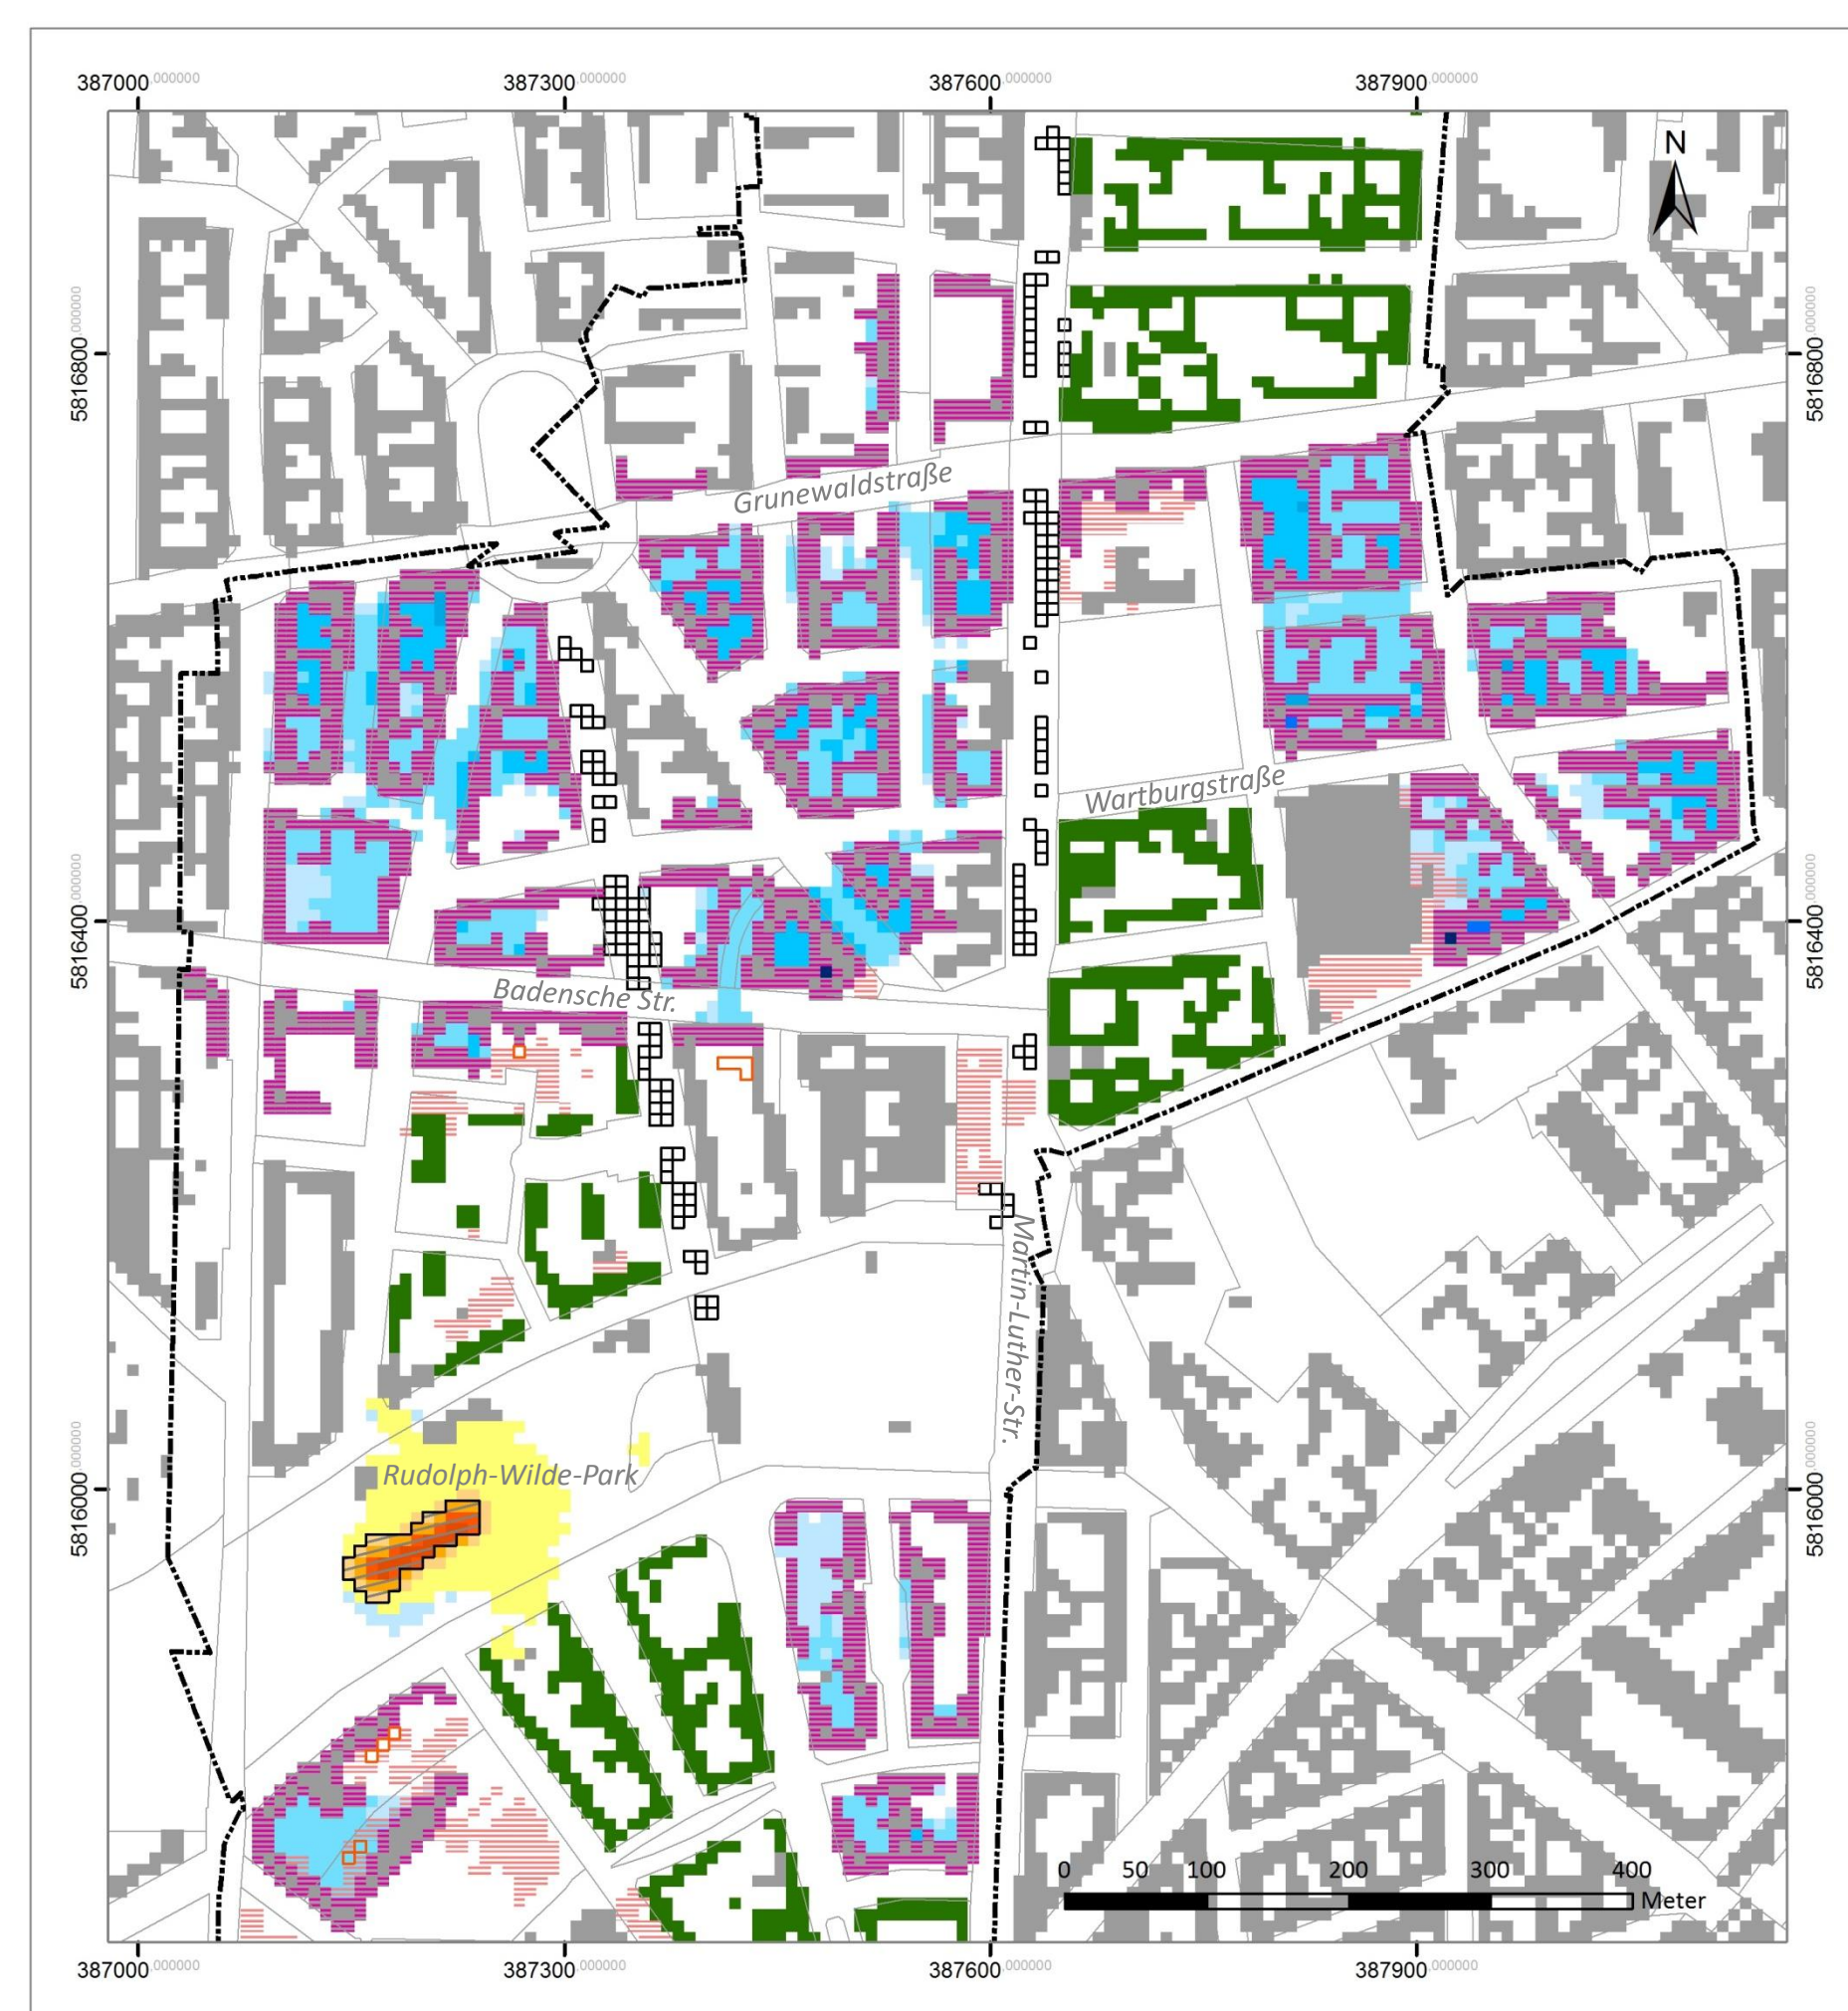 387000,000000 387300,000000 387600,000000 387900,000000
N
5816800,000000 5816800,000000
Grunewaldstraße
Wartburgstraße
5816400,000000 5816400,000000
Badensche Str.
Martin-Luther-Str.
Rudolph-Wilde-Park
5816000,000000 5816000,000000
0 50 100 200 300 400
Meter
387000,000000 387300,000000 387600,000000 387900,000000